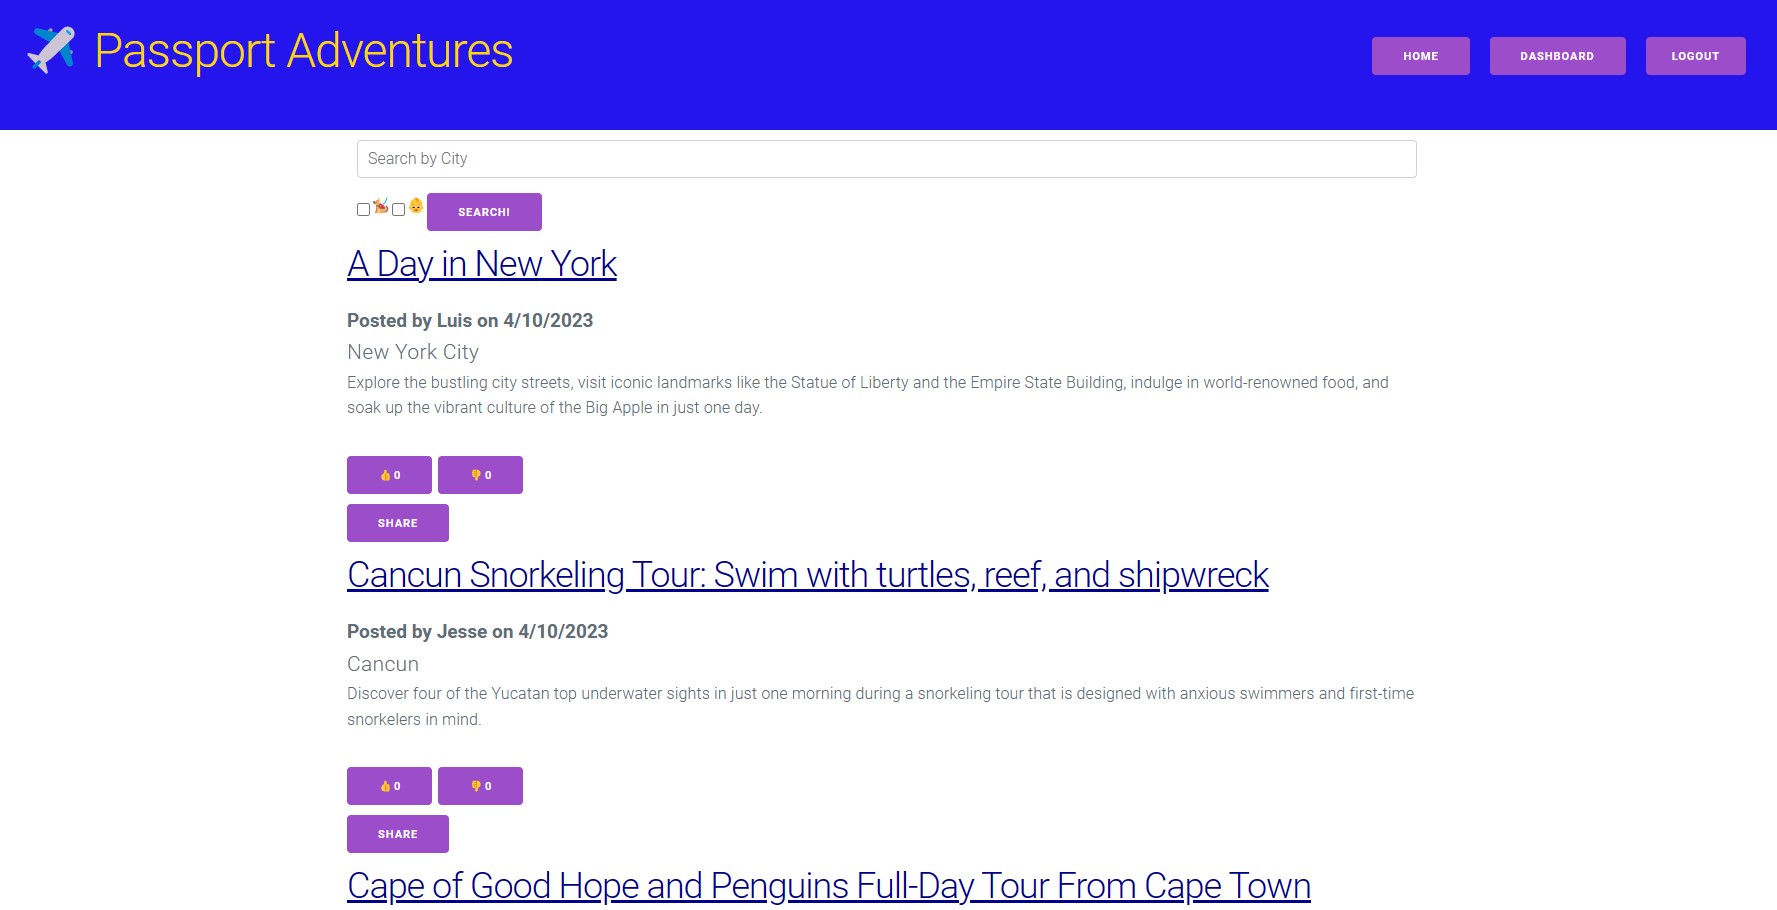 Passport Adventures
HOME
DASHBOARD
LOGOUT
Search by City
SEARCH!
A Day in New York
Posted by Luis on 4/10/2023
New York City
Explore the bustling city streets, visit iconic landmarks like the Statue of Liberty and the Empire State Building, indulge in world-renowned food, and
soak up the vibrant culture of the Big Apple in just one day.
👍 0
👎 0
SHARE
Cancun Snorkeling Tour: Swim with turtles, reef, and shipwreck
Posted by Jesse on 4/10/2023
Cancun
Discover four of the Yucatan top underwater sights in just one morning during a snorkeling tour that is designed with anxious swimmers and first-time
snorkelers in mind.
👍 0
👎 0
SHARE
Cape of Good Hope and Penguins Full-Day Tour From Cape Town